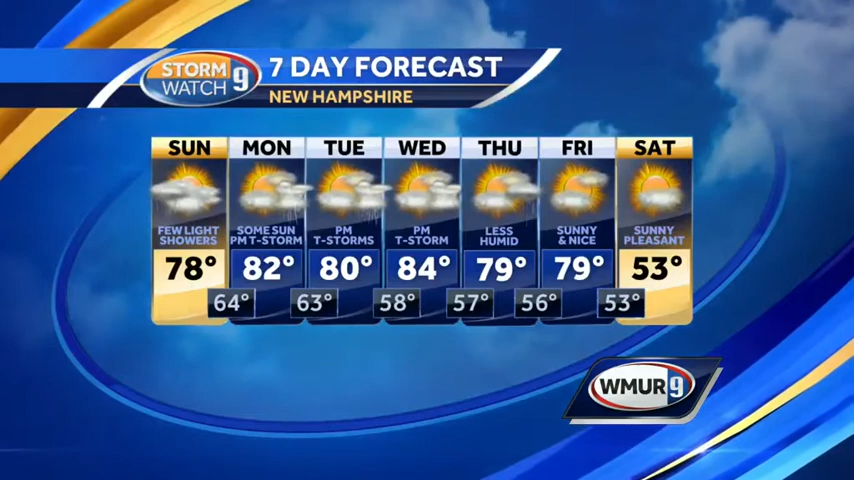 STORM
WATCH 9
7 DAY FORECAST
NEW HAMPSHIRE
SUN MON TUE WED THU FRI SAT
FEW LIGHT SHOWERS
SOME SUN PM T-STORM
PM T-STORMS
PM T-STORM
LESS HUMID
SUNNY & NICE
SUNNY PLEASANT
78° 82° 80° 84° 79° 79° 53°
64° 63° 58° 57° 56° 53°
WMUR 9